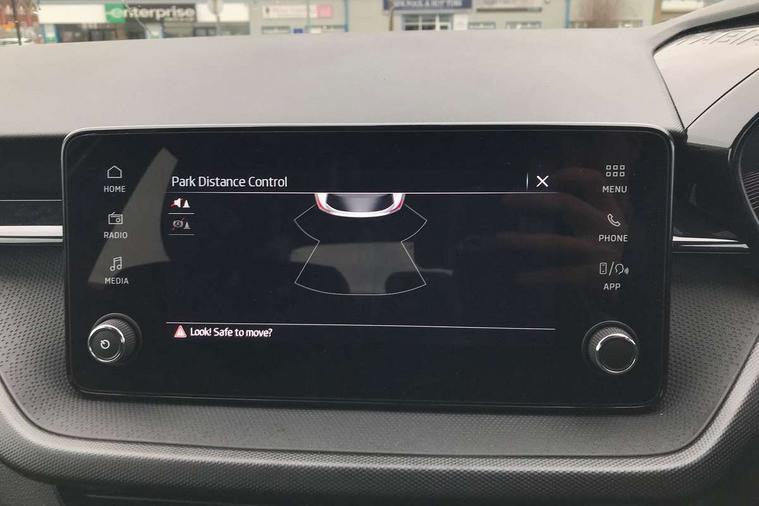 enterprise
Park Distance Control
HOME
RADIO
MEDIA
MENU
PHONE
APP
Look! Safe to move?